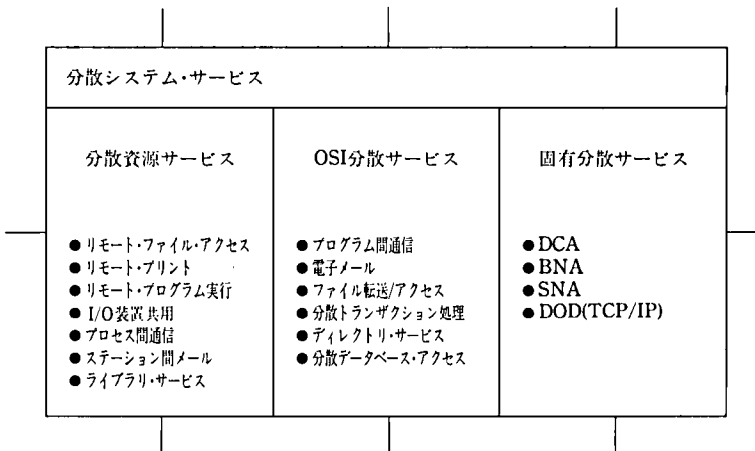 分散システム・サービス
分散資源サービス
●リモート・ファイル・アクセス
●リモート・プリント
●リモート・プログラム実行
●I/O装置共用
●プロセス間通信
●ステーション間メール
●ライブラリ・サービス
OSI分散サービス
●プログラム間通信
●電子メール
●ファイル転送/アクセス
●分散トランザクション処理
●ディレクトリ・サービス
●分散データベース・アクセス
固有分散サービス
●DCA
●BNA
●SNA
●DOD(TCP/IP)